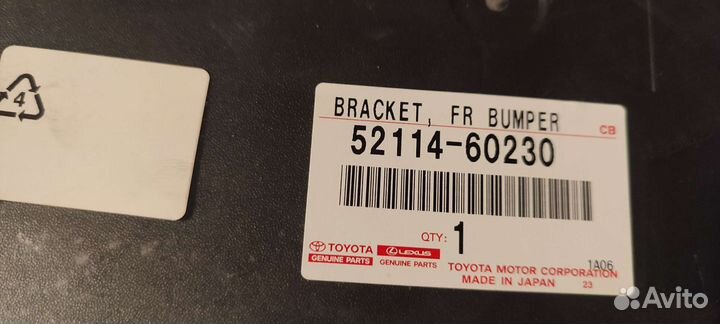 4
BRACKET, FR BUMPER
CB
52114-60230
QTY: 1
TOYOTA LEXUS
GENUINE PARTS GENUINE PARTS
1A06
TOYOTA MOTOR CORPORATION
MADE IN JAPAN 23
Avito